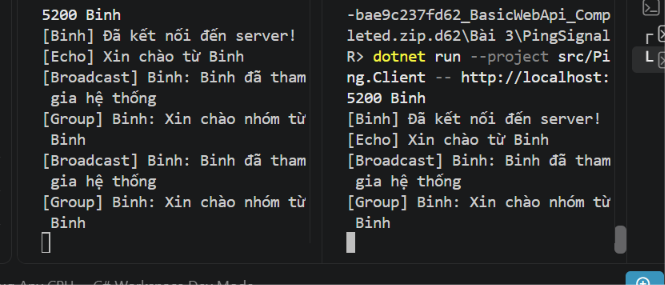 5200 Binh
[Binh] Đã kết nối đến server!
[Echo] Xin chào từ Binh
[Broadcast] Binh: Binh đã tham
gia hệ thống
[Group] Binh: Xin chào nhóm từ
Binh
[Broadcast] Binh: Binh đã tham
gia hệ thống
[Group] Binh: Xin chào nhóm từ
Binh
-bae9c237fd62_BasicWebApi_Comp
leted.zip.d62\Bài 3\PingSignal
R> dotnet run --project src/Pi
ng.Client -- http://localhost:
5200 Binh
[Binh] Đã kết nối đến server!
[Echo] Xin chào từ Binh
[Broadcast] Binh: Binh đã tham
gia hệ thống
[Group] Binh: Xin chào nhóm từ
Binh